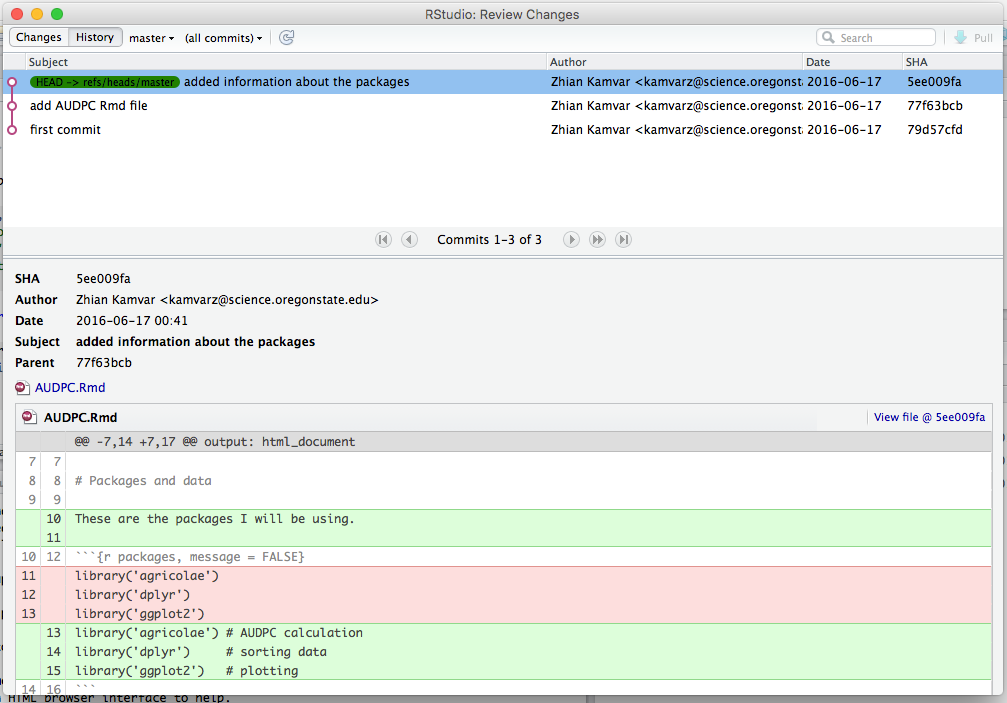 RStudio: Review Changes
Changes History master (all commits) Search Pull
Subject Author Date SHA
HEAD -> refs/heads/master added information about the packages Zhian Kamvar <kamvarz@science.oregonsta 2016-06-17 5ee009fa
add AUDPC Rmd file Zhian Kamvar <kamvarz@science.oregonsta 2016-06-17 77f63bcb
first commit Zhian Kamvar <kamvarz@science.oregonsta 2016-06-17 79d57cfd
Commits 1-3 of 3
SHA 5ee009fa
Author Zhian Kamvar <kamvarz@science.oregonstate.edu>
Date 2016-06-17 00:41
Subject added information about the packages
Parent 77f63bcb
AUDPC.Rmd
AUDPC.Rmd View file @ 5ee009fa
@@ -7,14 +7,17 @@ output: html_document
7 7
8 8 # Packages and data
9 9
10 These are the packages I will be using.
11
10 12 ```{r packages, message = FALSE}
11 library('agricolae')
12 library('dplyr')
13 library('ggplot2')
13 library('agricolae') # AUDPC calculation
14 library('dplyr') # sorting data
15 library('ggplot2') # plotting
14 16 ```
HTML browser interface to help.